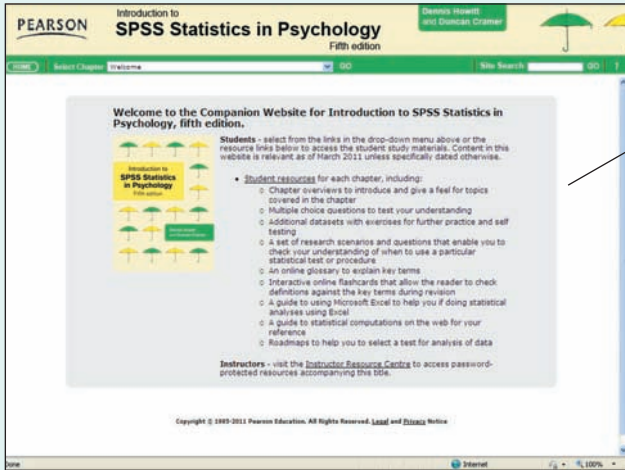 PEARSON
Introduction to
SPSS Statistics in Psychology
Fifth edition
Dennis Howitt
and Duncan Cramer
HOME
Select Chapter
Welcome
GO
Site Search
GO
?
Welcome to the Companion Website for Introduction to SPSS Statistics in
Psychology, fifth edition.
Introduction to
SPSS Statistics
in Psychology
Fifth edition
Students - select from the links in the drop-down menu above or the
resource links below to access the student study materials. Content in this
website is relevant as of March 2011 unless specifically dated otherwise.
• Student resources for each chapter, including:
○ Chapter overviews to introduce and give a feel for topics
covered in the chapter
○ Multiple choice questions to test your understanding
○ Additional datasets with exercises for further practice and self
testing
○ A set of research scenarios and questions that enable you to
check your understanding of when to use a particular
statistical test or procedure
○ An online glossary to explain key terms
○ Interactive online flashcards that allow the reader to check
definitions against the key terms during revision
○ A guide to using Microsoft Excel to help you if doing statistical
analyses using Excel
○ A guide to statistical computations on the web for your
reference
○ Roadmaps to help you to select a test for analysis of data
Instructors - visit the Instructor Resource Centre to access password-
protected resources accompanying this title.
Copyright © 1995-2011 Pearson Education. All Rights Reserved. Legal and Privacy Notice
Done
Internet
100%